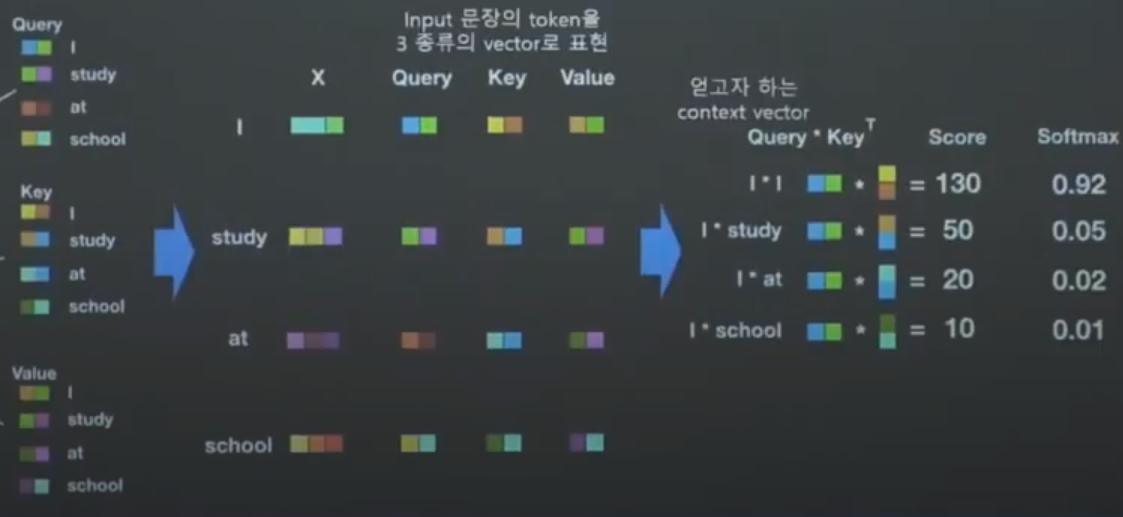 Query
I
study
at
school
Key
I
study
at
school
Value
I
study
at
school
Input 문장의 token을
3 종류의 vector로 표현
X Query Key Value
I
study
at
school
얻고자 하는
context vector
Query * Key^T Score Softmax
I * I * = 130 0.92
I * study * = 50 0.05
I * at * = 20 0.02
I * school * = 10 0.01